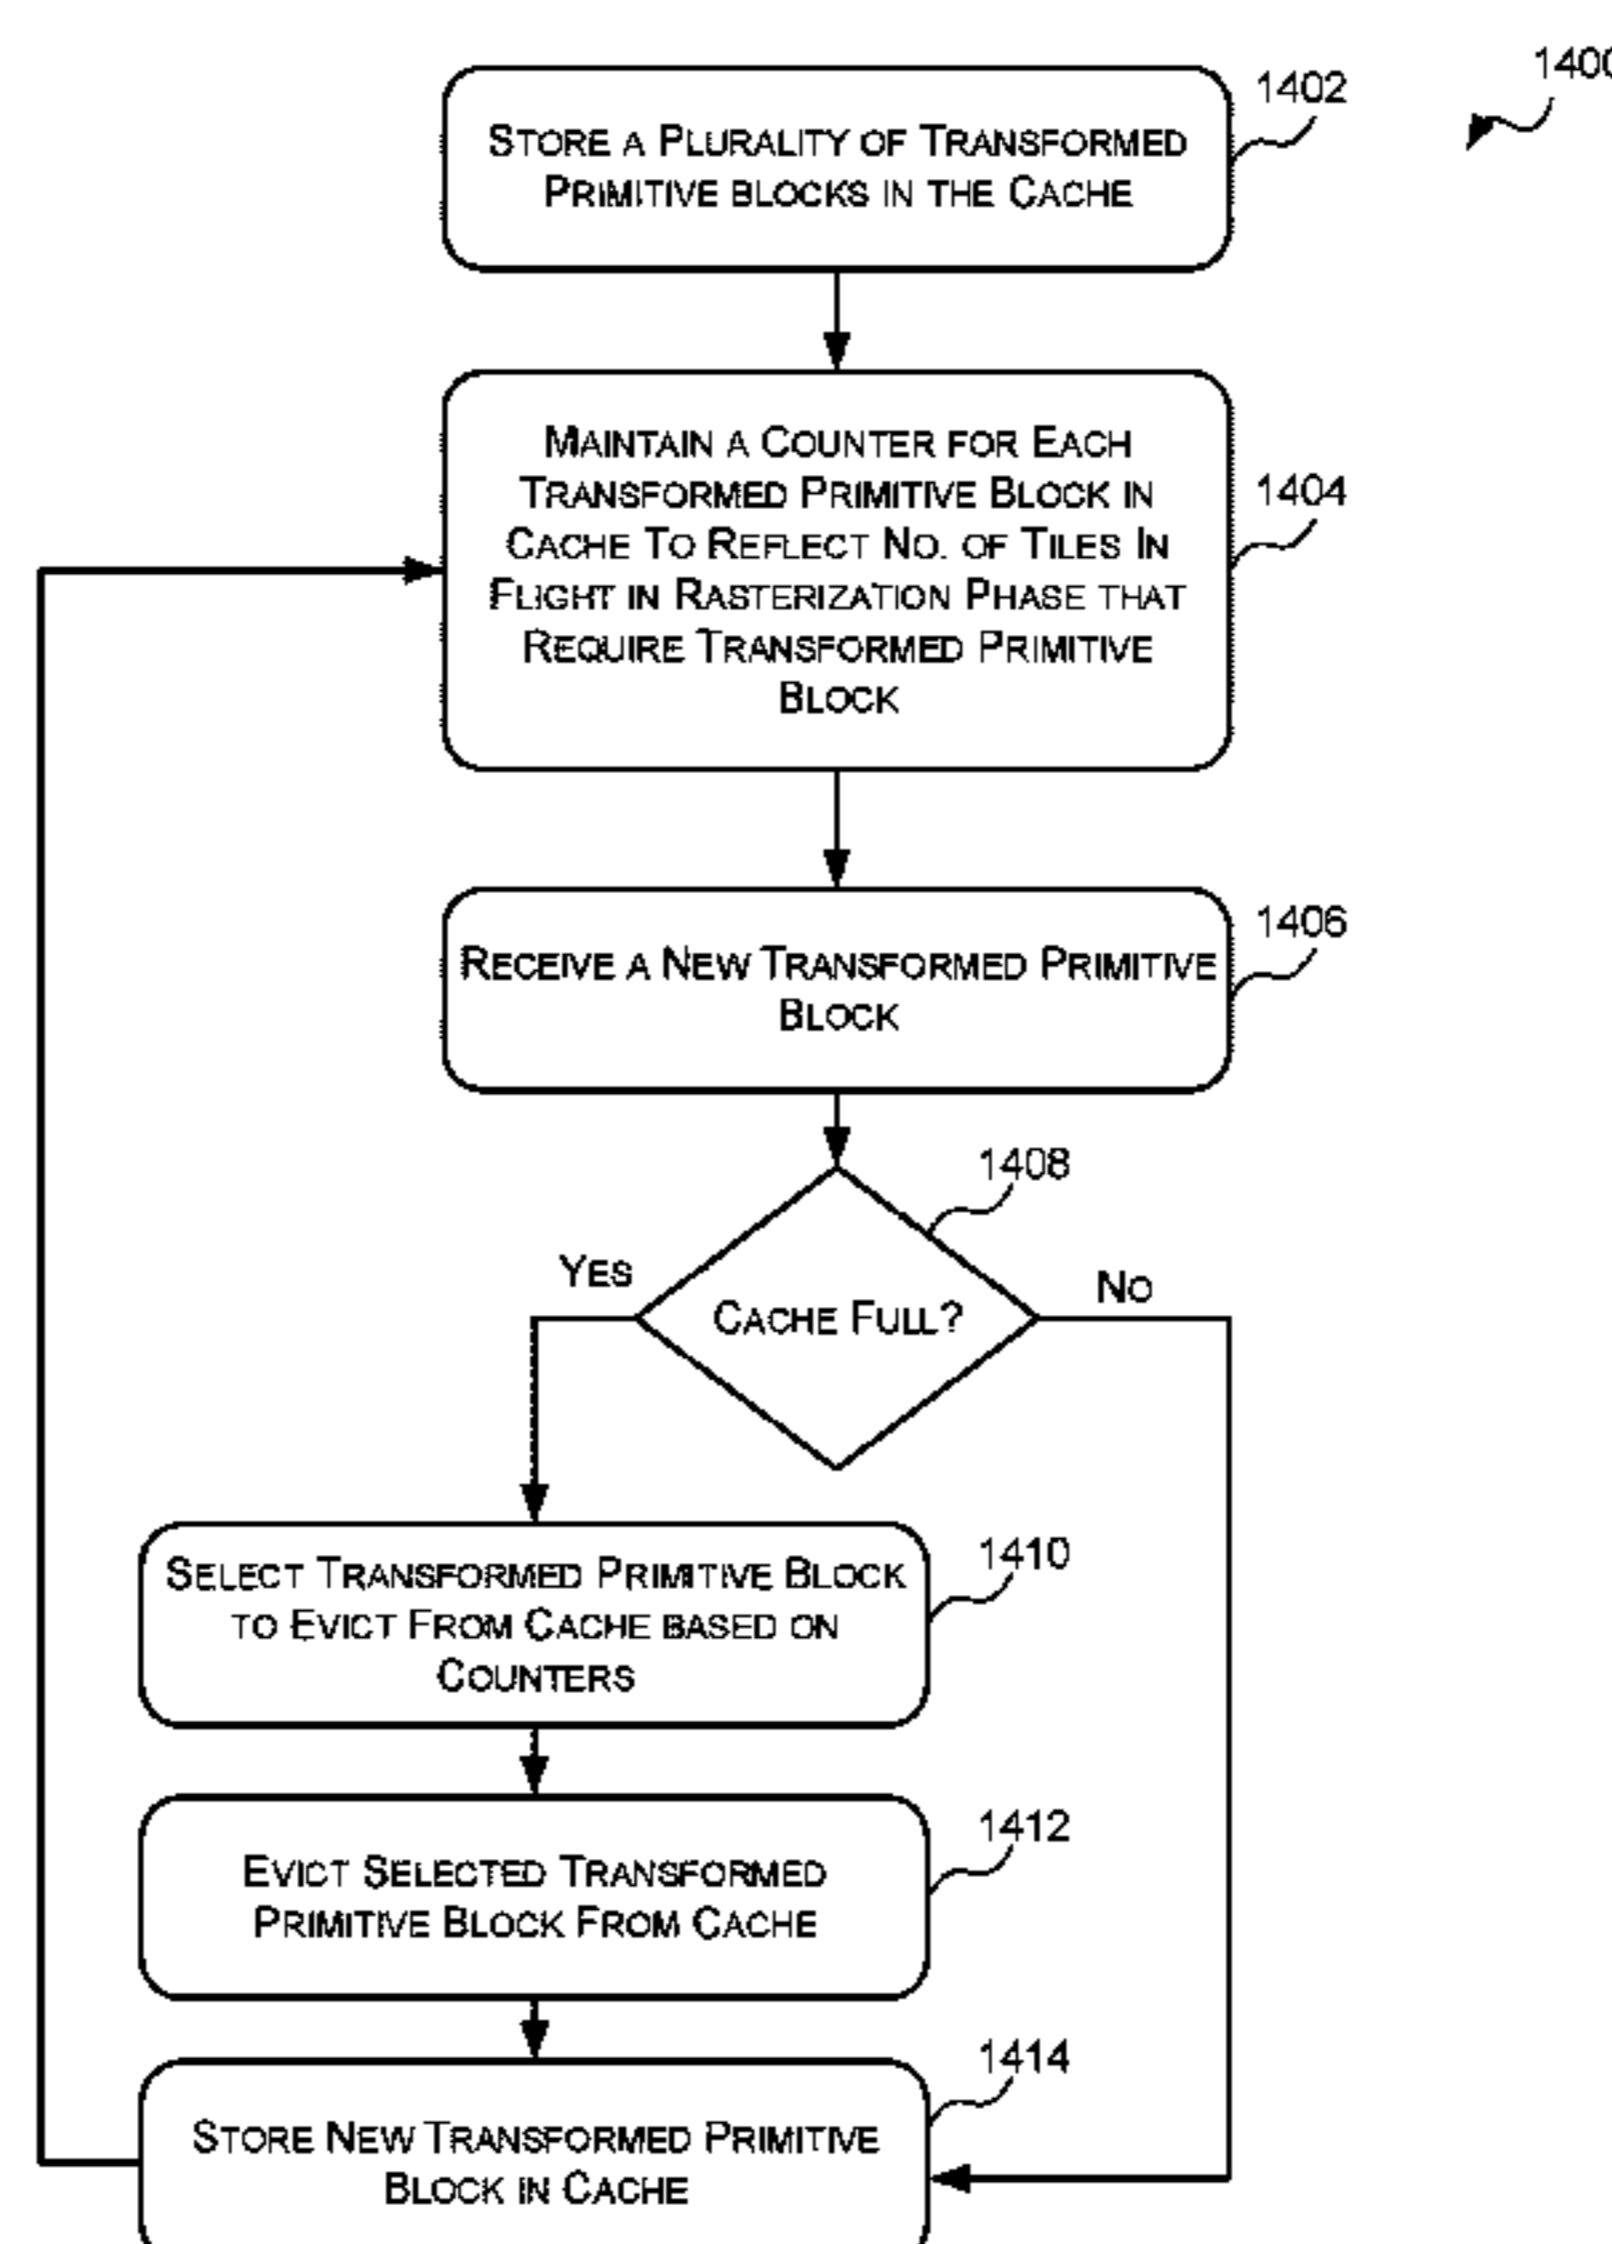 1400
1402
STORE A PLURALITY OF TRANSFORMED
PRIMITIVE BLOCKS IN THE CACHE
MAINTAIN A COUNTER FOR EACH
TRANSFORMED PRIMITIVE BLOCK IN
CACHE TO REFLECT NO. OF TILES IN
FLIGHT IN RASTERIZATION PHASE THAT
REQUIRE TRANSFORMED PRIMITIVE
BLOCK
1404
RECEIVE A NEW TRANSFORMED PRIMITIVE
BLOCK
1406
1408
YES
CACHE FULL?
NO
SELECT TRANSFORMED PRIMITIVE BLOCK
TO EVICT FROM CACHE BASED ON
COUNTERS
1410
EVICT SELECTED TRANSFORMED
PRIMITIVE BLOCK FROM CACHE
1412
STORE NEW TRANSFORMED PRIMITIVE
BLOCK IN CACHE
1414